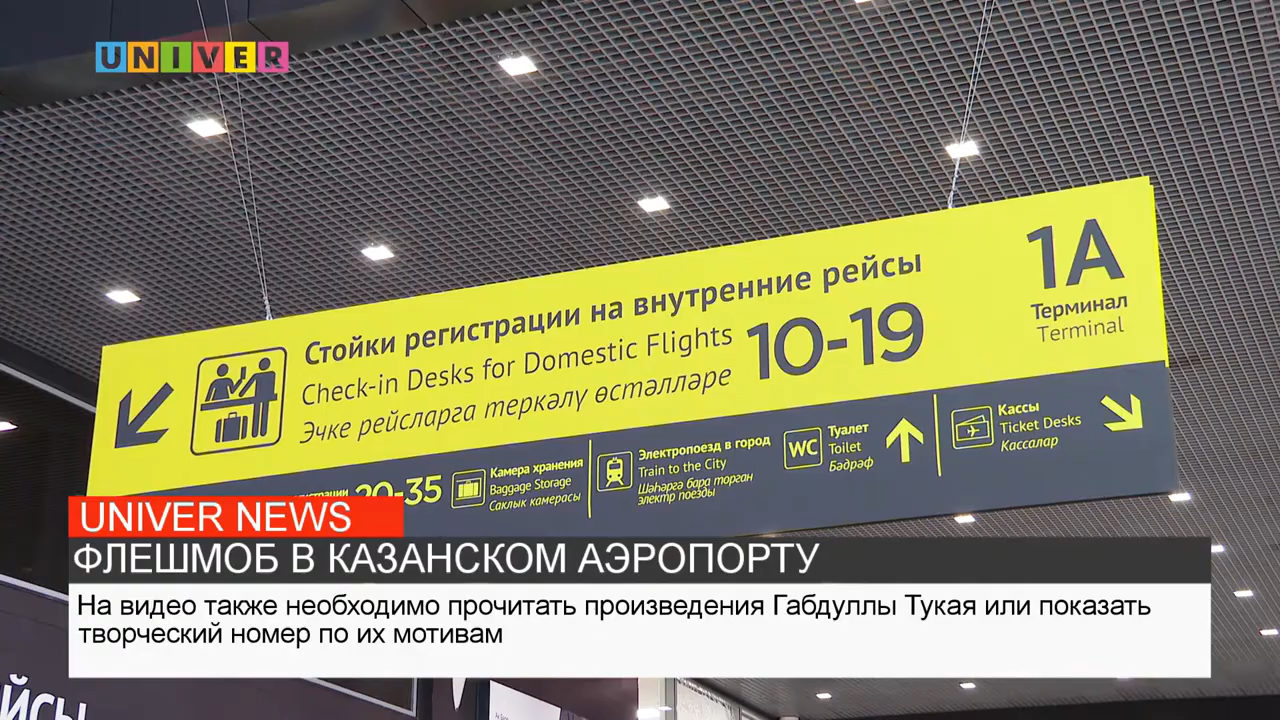 UNIVER
Стойки регистрации на внутренние рейсы
Check-in Desks for Domestic Flights
Эчке рейсларга теркәлү өстәлләре
10-19
1A
Терминал
Terminal
20-35
Камера хранения
Baggage Storage
Саклык камерасы
Электропоезд в город
Train to the City
Шәһәргә бара торган
электр поезды
WC
Туалет
Toilet
Бәдрәф
Кассы
Ticket Desks
Кассалар
UNIVER NEWS
ФЛЕШМОБ В КАЗАНСКОМ АЭРОПОРТУ
На видео также необходимо прочитать произведения Габдуллы Тукая или показать
творческий номер по их мотивам